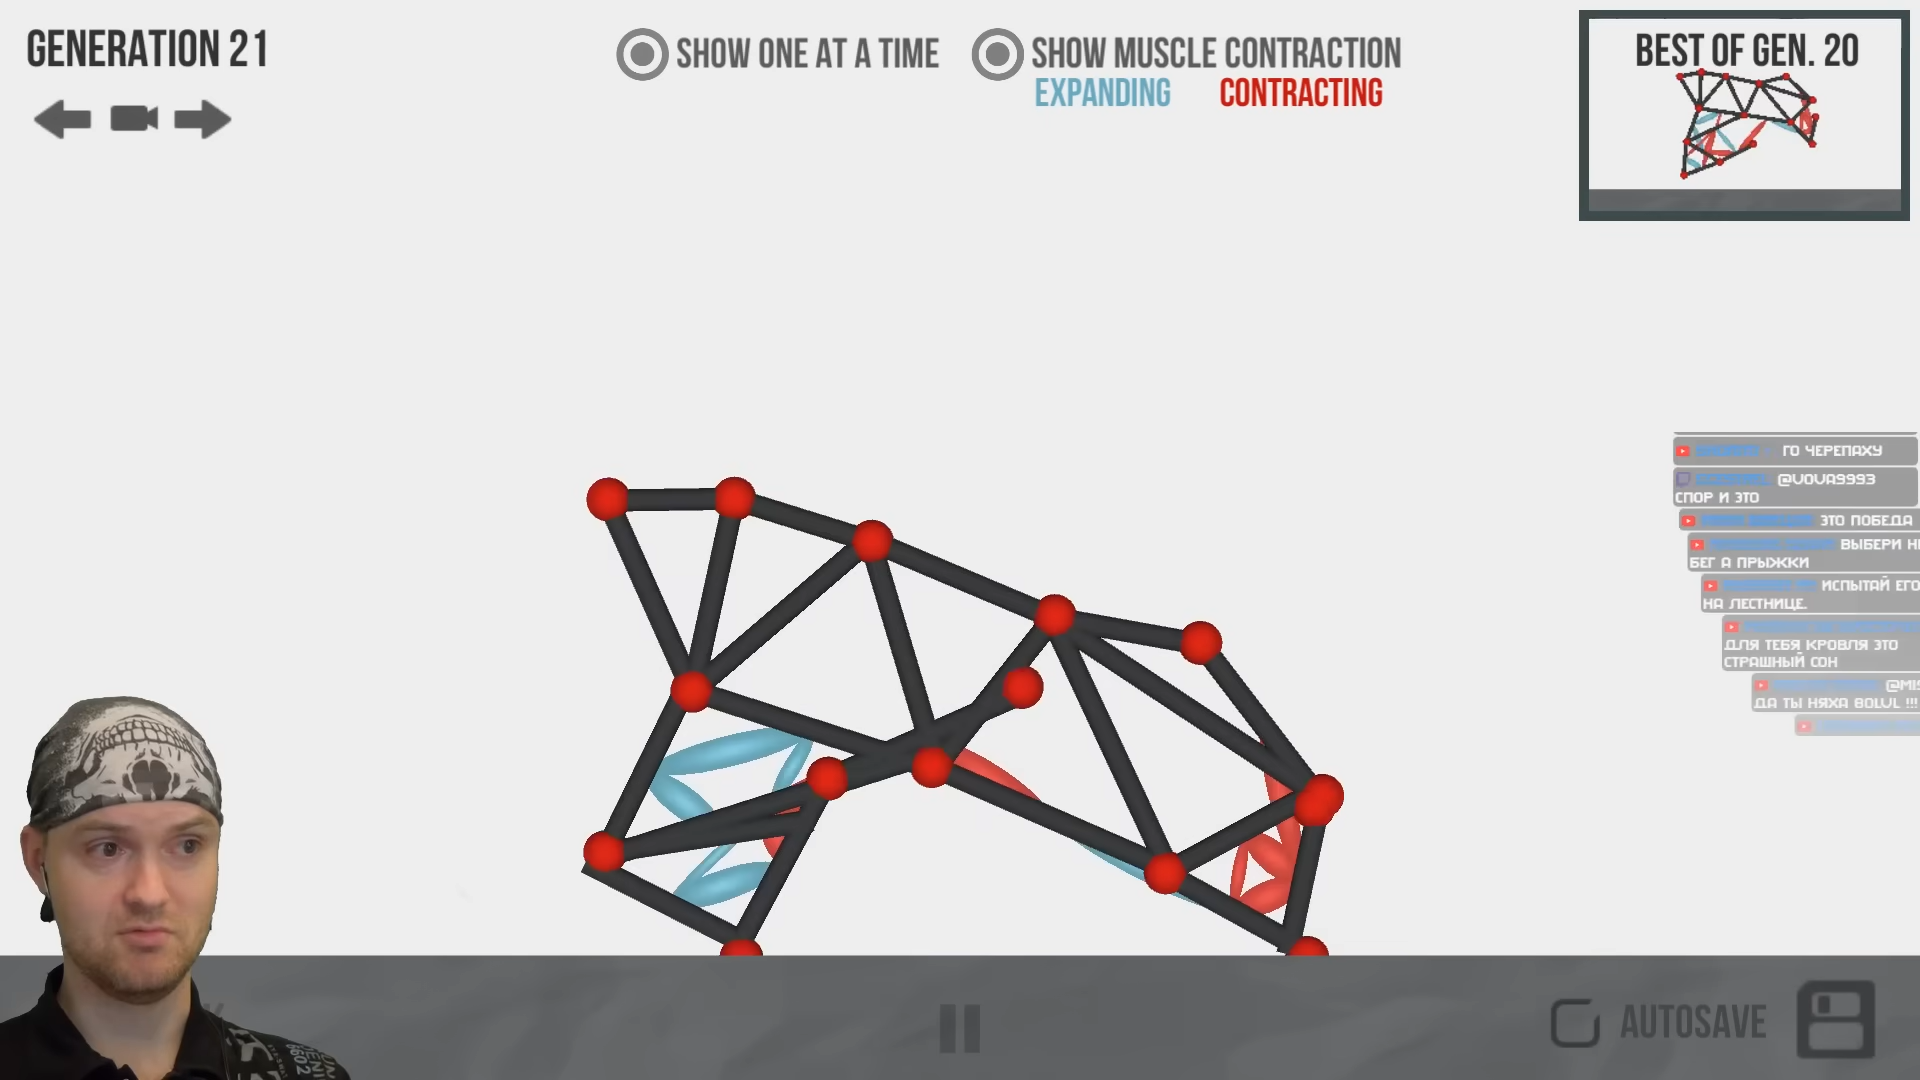 GENERATION 21
SHOW ONE AT A TIME
SHOW MUSCLE CONTRACTION
EXPANDING CONTRACTING
BEST OF GEN. 20
ГО ЧЕРЕПАХУ
@VOVA9993
СПОР И ЭТО
ЭТО ПОБЕДА
ВЫБЕРИ
БЕГ А ПРЫЖКИ
ИСПЫТАЙ ЕГО
НА ЛЕСТНИЦЕ.
ДЛЯ ТЕБЯ КРОВЛЯ ЭТО
СТРАШНЫЙ СОН
ДА ТЫ НЯХА BOLVL !!!
AUTOSAVE